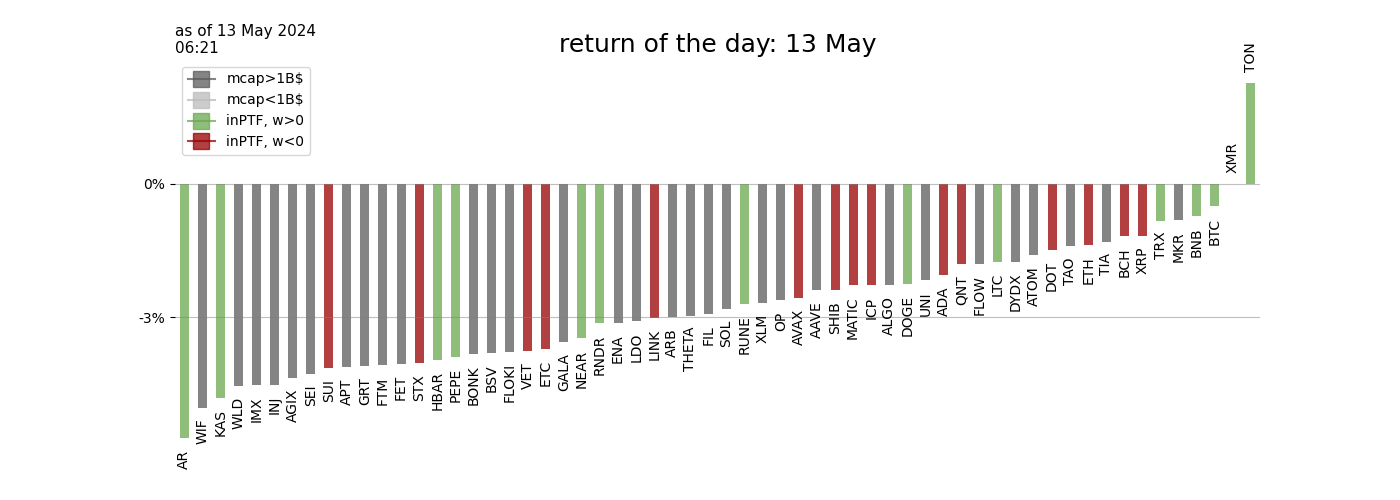 as of 13 May 2024
06:21
return of the day: 13 May
mcap>1B$
mcap<1B$
inPTF, w>0
inPTF, w<0
0%
-3%
AR
WIF
KAS
WLD
IMX
INJ
AGIX
SEI
SUI
APT
GRT
FTM
FET
STX
HBAR
PEPE
BONK
BSV
FLOKI
VET
ETC
GALA
NEAR
RNDR
ENA
LDO
LINK
ARB
THETA
FIL
SOL
RUNE
XLM
OP
AVAX
AAVE
SHIB
MATIC
ICP
ALGO
DOGE
UNI
ADA
QNT
FLOW
LTC
DYDX
ATOM
DOT
TAO
ETH
TIA
BCH
XRP
TRX
MKR
BNB
BTC
XMR
TON